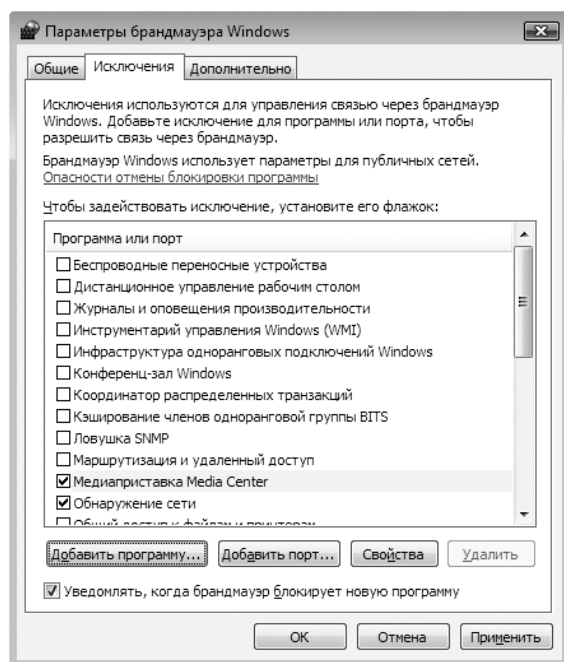 Параметры брандмауэра Windows
Общие Исключения Дополнительно
Исключения используются для управления связью через брандмауэр
Windows. Добавьте исключение для программы или порта, чтобы
разрешить связь через брандмауэр.
Брандмауэр Windows использует параметры для публичных сетей.
Опасности отмены блокировки программы
Чтобы задействовать исключение, установите его флажок:
Программа или порт
Беспроводные переносные устройства
Дистанционное управление рабочим столом
Журналы и оповещения производительности
Инструментарий управления Windows (WMI)
Инфраструктура одноранговых подключений Windows
Конференц-зал Windows
Координатор распределенных транзакций
Кэширование членов одноранговой группы BITS
Ловушка SNMP
Маршрутизация и удаленный доступ
Медиаприставка Media Center
Обнаружение сети
Общий доступ к файлам и принтерам
Добавить программу... Добавить порт... Свойства Удалить
Уведомлять, когда брандмауэр блокирует новую программу
ОК Отмена Применить